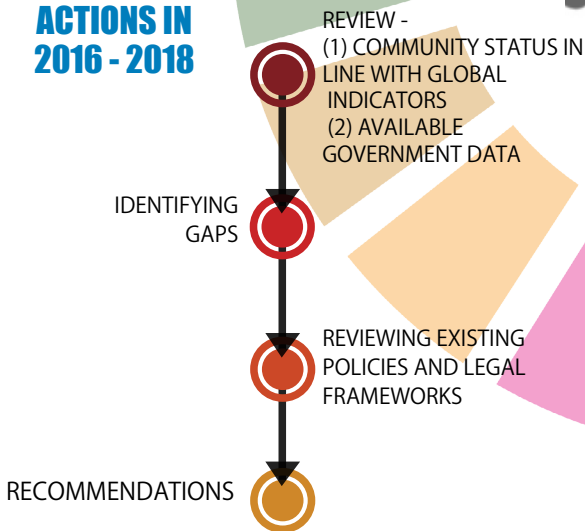 ACTIONS IN
2016 - 2018
REVIEW -
(1) COMMUNITY STATUS IN
LINE WITH GLOBAL
INDICATORS
(2) AVAILABLE
GOVERNMENT DATA
IDENTIFYING
GAPS
REVIEWING EXISTING
POLICIES AND LEGAL
FRAMEWORKS
RECOMMENDATIONS